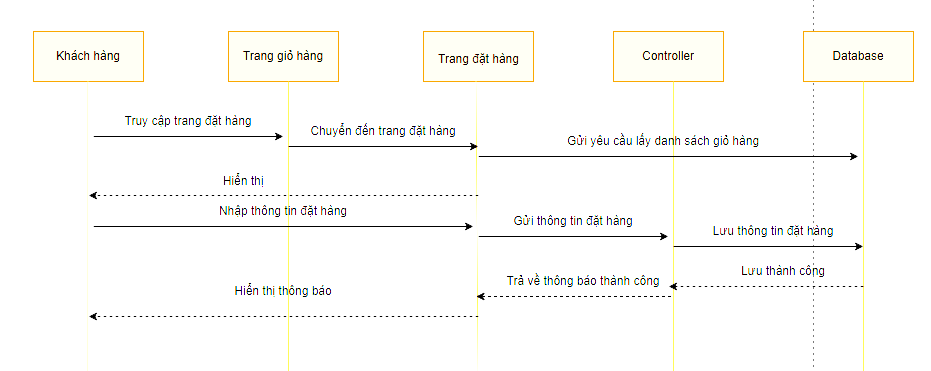 Khách hàng
Trang giỏ hàng
Trang đặt hàng
Controller
Database
Truy cập trang đặt hàng
Chuyển đến trang đặt hàng
Gửi yêu cầu lấy danh sách giỏ hàng
Hiển thị
Nhập thông tin đặt hàng
Gửi thông tin đặt hàng
Lưu thông tin đặt hàng
Lưu thành công
Trả về thông báo thành công
Hiển thị thông báo